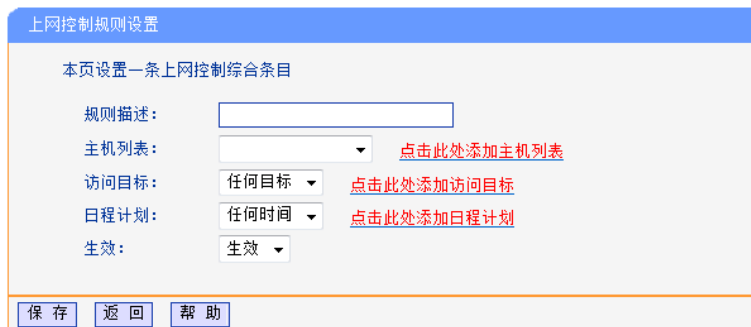 上网控制规则设置
本页设置一条上网控制综合条目
规则描述：
主机列表： 点击此处添加主机列表
访问目标： 任何目标 点击此处添加访问目标
日程计划： 任何时间 点击此处添加日程计划
生效： 生效
保 存 返 回 帮 助